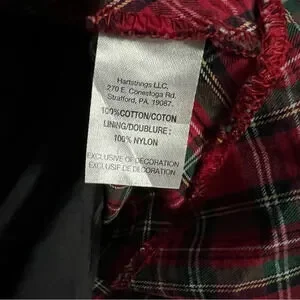 Hartstrings LLC.
270 E. Conestoga Rd.
Strafford, PA. 19087.
100%COTTON/COTON
LINING/DOUBLURE:
100% NYLON
EXCLUSIVE OF DECORATION
EXCLUSIF DE DECORATION